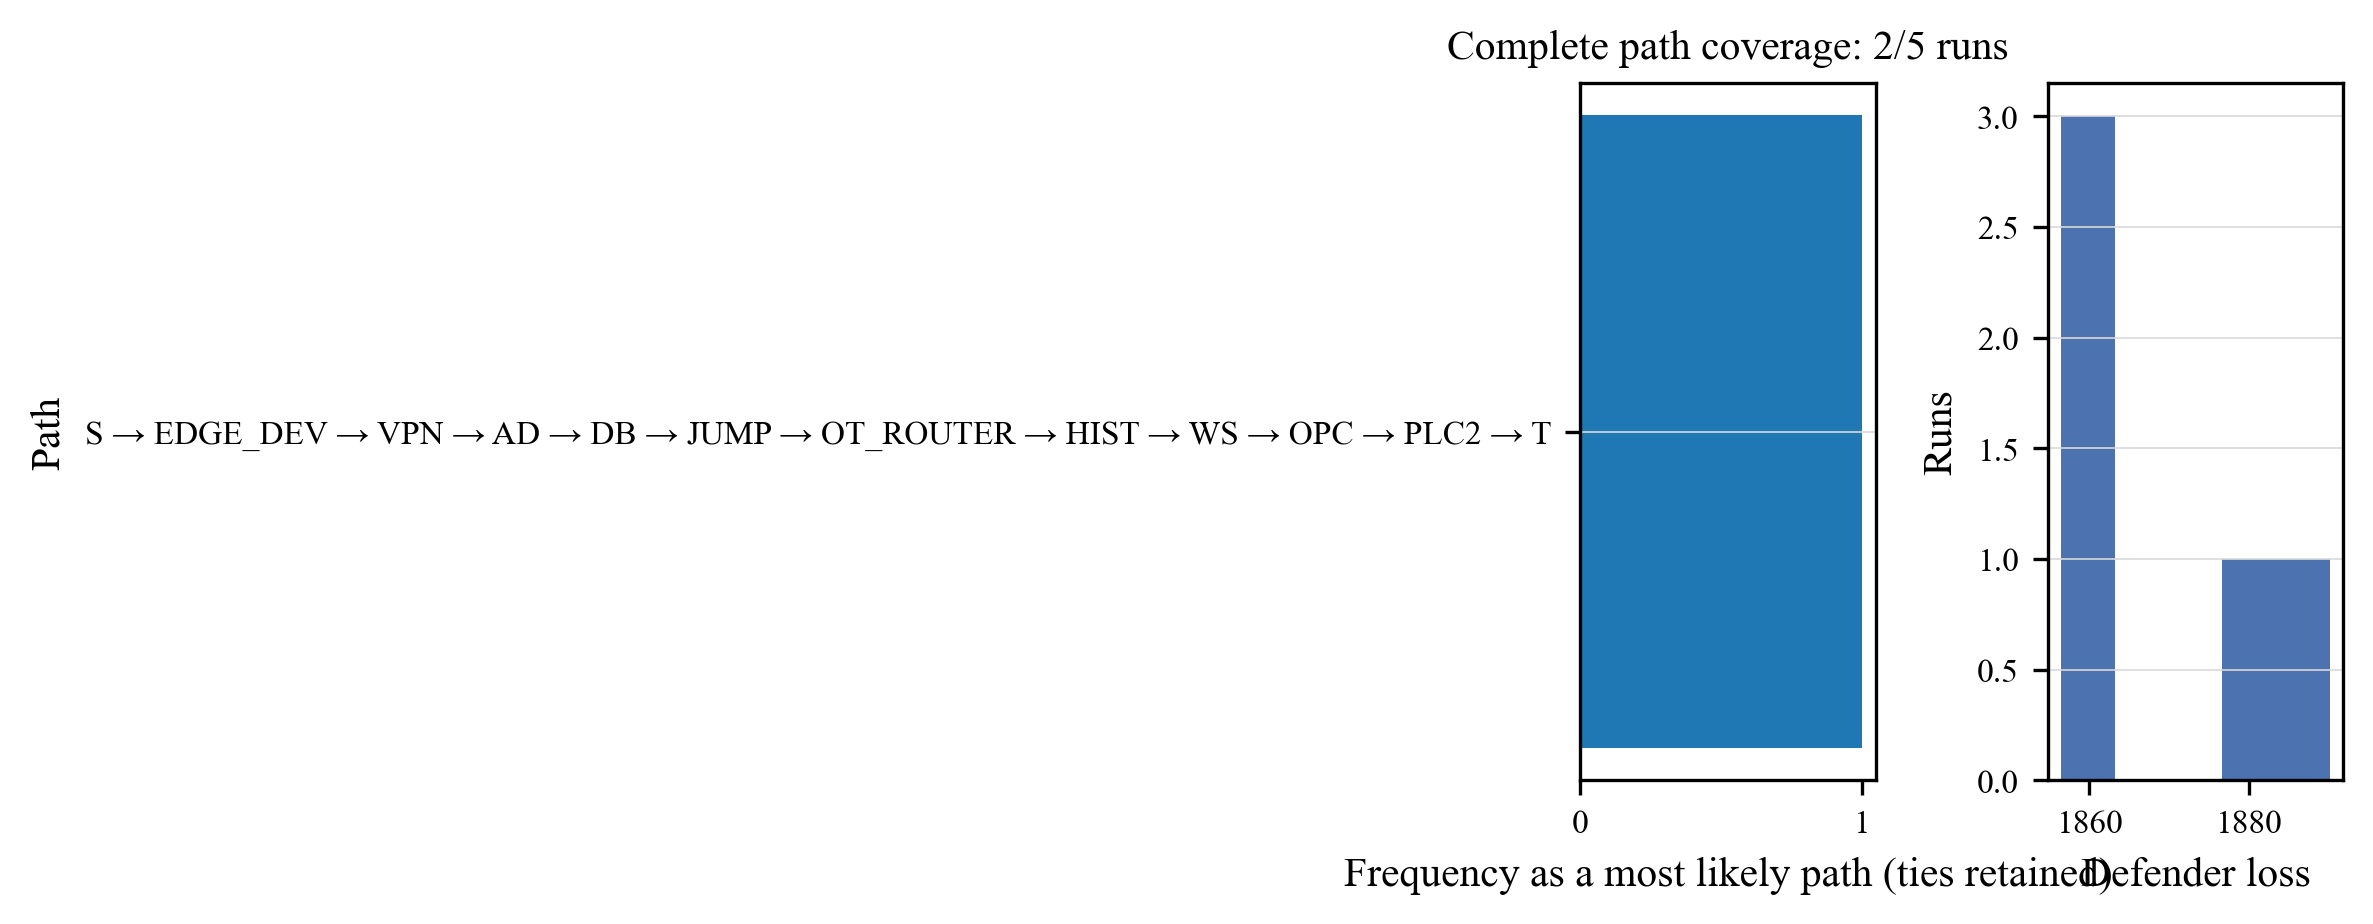 Complete path coverage: 2/5 runs
Path
S → EDGE_DEV → VPN → AD → DB → JUMP → OT_ROUTER → HIST → WS → OPC → PLC2 → T
0 1
Frequency as a most likely path (ties retained)
Runs
3.0
2.5
2.0
1.5
1.0
0.5
0.0
1860 1880
Defender loss